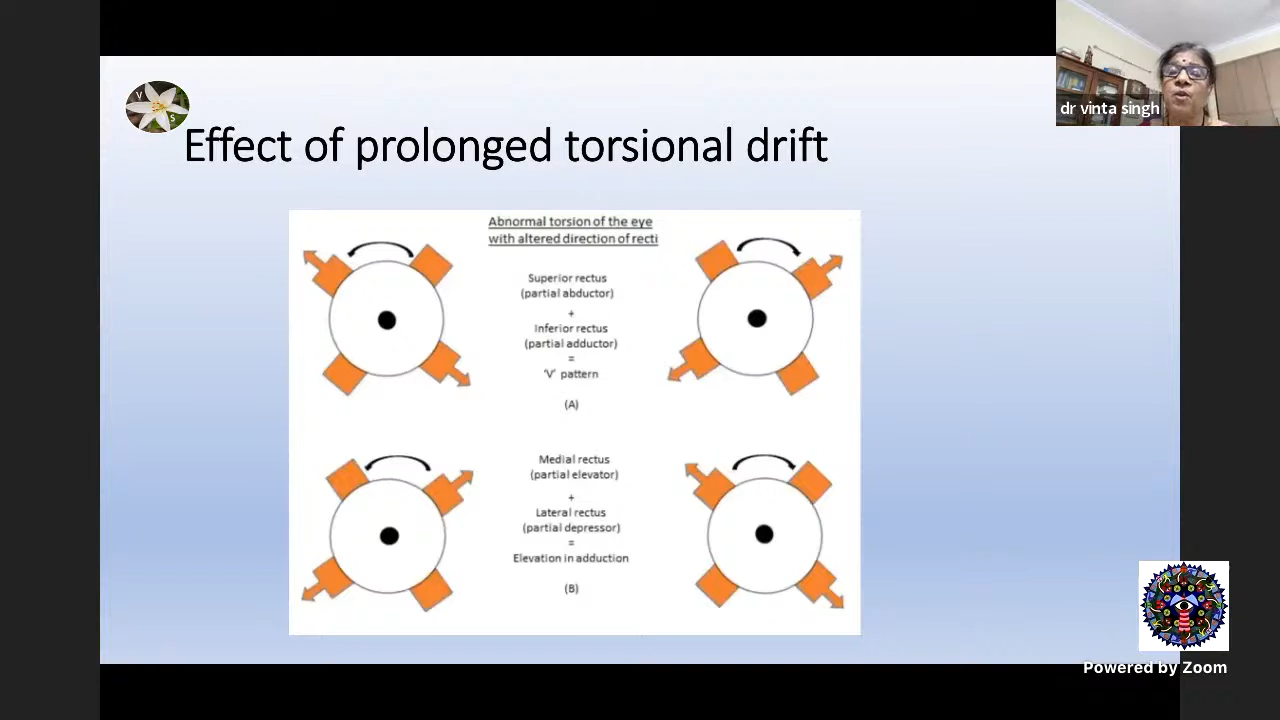 V
S
Effect of prolonged torsional drift
dr vinta singh
Abnormal torsion of the eye
with altered direction of recti
Superior rectus
(partial abductor)
+
Inferior rectus
(partial adductor)
=
'V' pattern
(A)
Medial rectus
(partial elevator)
+
Lateral rectus
(partial depressor)
=
Elevation in adduction
(B)
Powered by Zoom